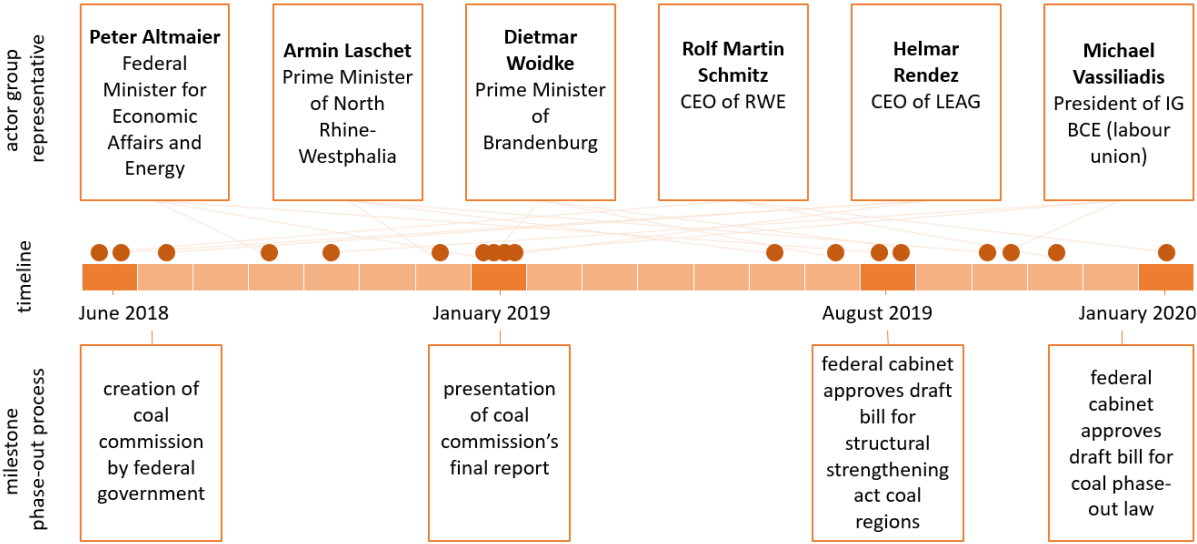 actor group
representative
Peter Altmaier
Federal
Minister for
Economic
Affairs and
Energy
Armin Laschet
Prime Minister
of North
Rhine-
Westphalia
Dietmar
Woidke
Prime Minister
of
Brandenburg
Rolf Martin
Schmitz
CEO of RWE
Helmar
Rendez
CEO of LEAG
Michael
Vassiliadis
President of IG
BCE (labour
union)
timeline
June 2018
January 2019
August 2019
January 2020
milestone
phase-out process
creation of
coal
commission
by federal
government
presentation
of coal
commission’s
final report
federal cabinet
approves draft
bill for
structural
strengthening
act coal
regions
federal
cabinet
approves
draft bill for
coal phase-
out law